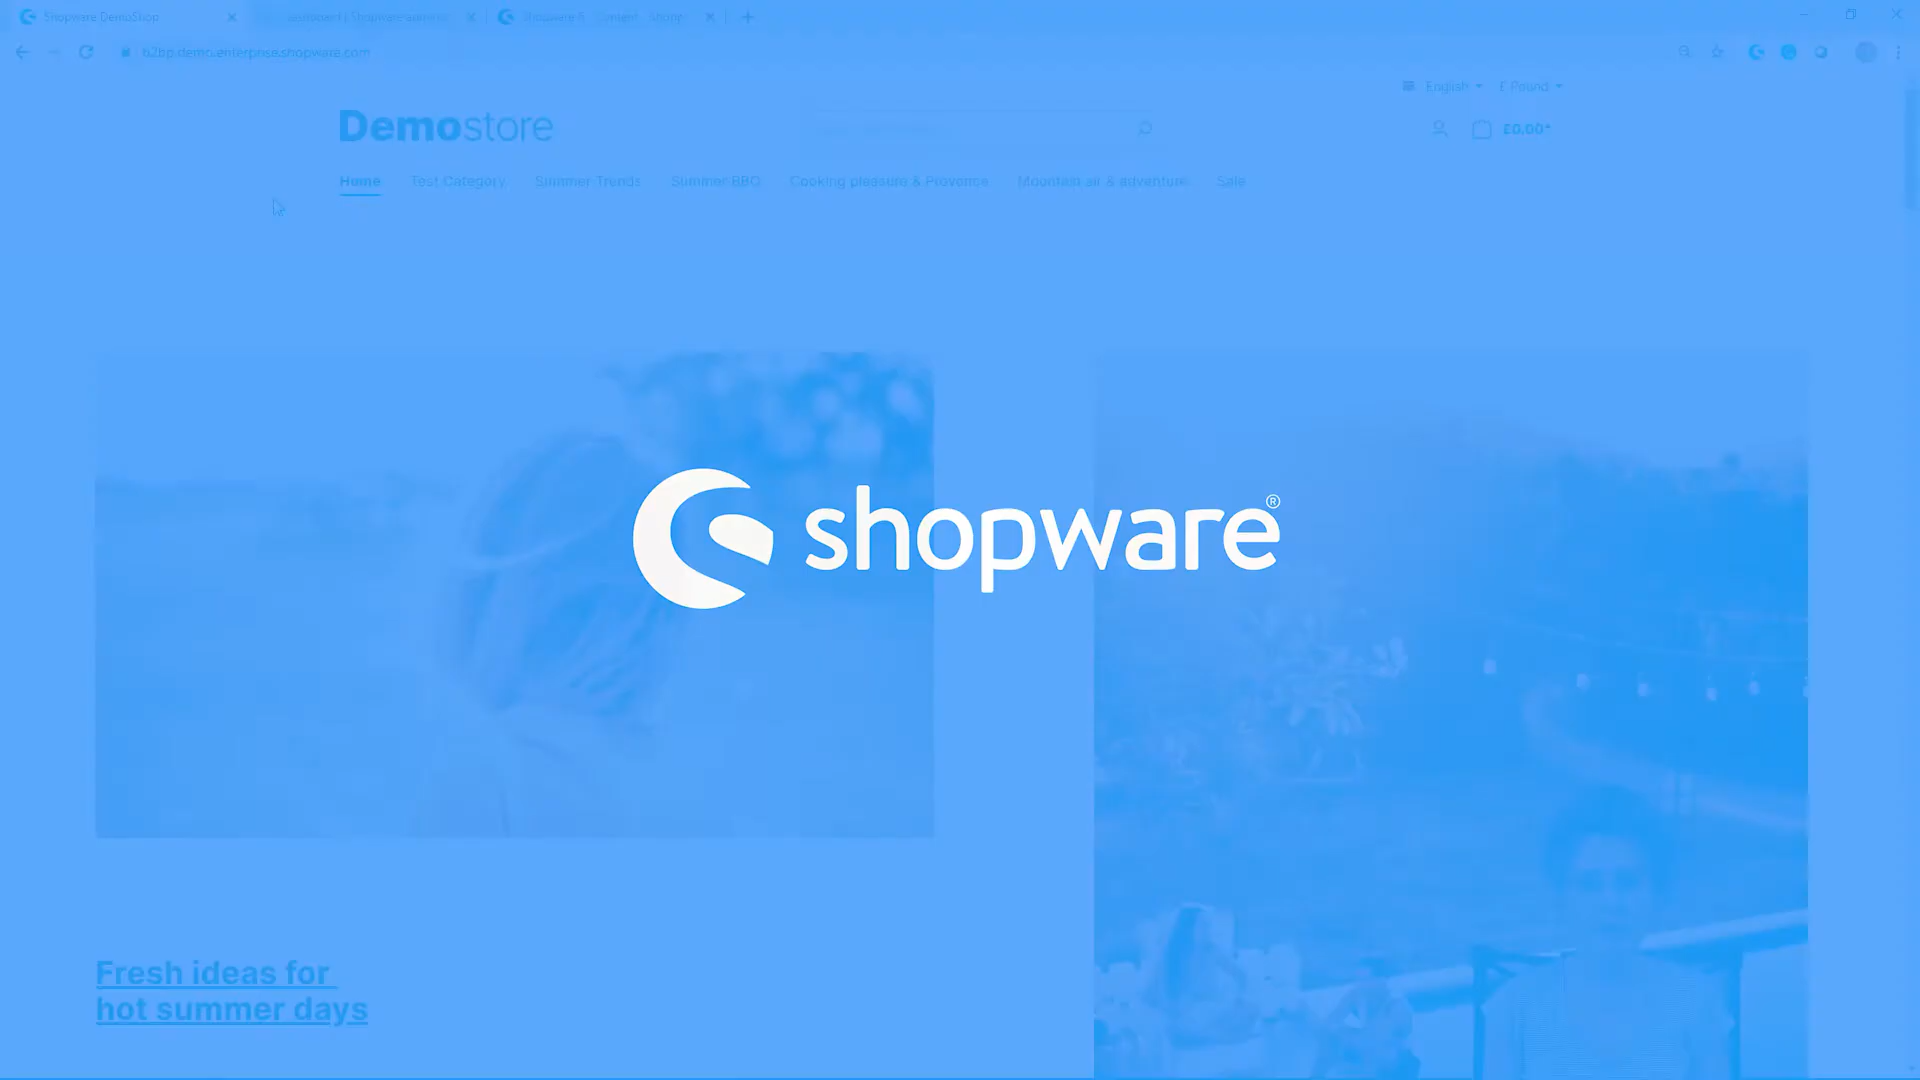 Shopware DemoShop
b2bp.demo.enterprise.shopware.com
English
£ Pound
Demostore
£0.00*
Home
Test Category
Summer Trends
Summer BBQ
Cooking pleasure & Provence
Mountain air & adventure
Sale
shopware®
Fresh ideas for
hot summer days